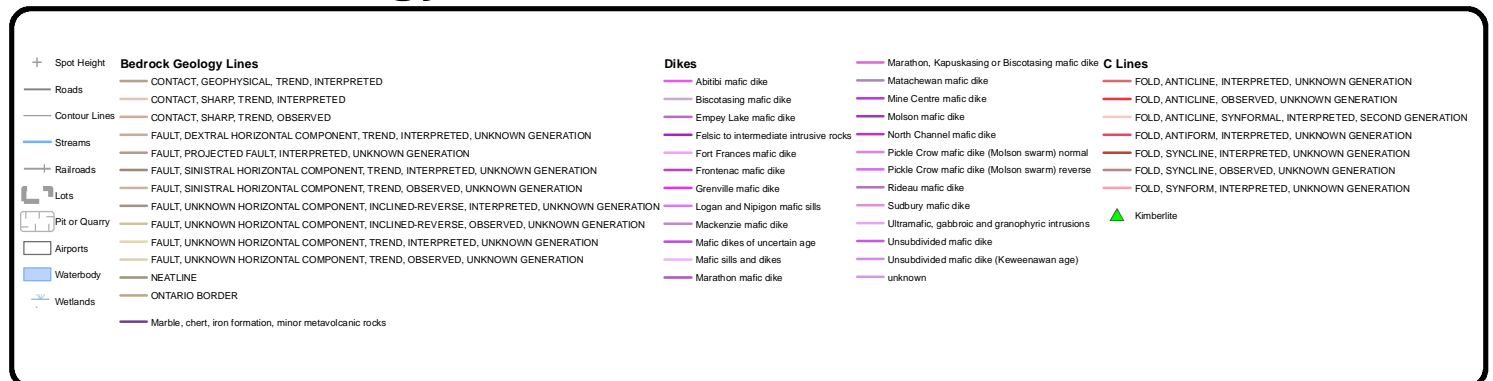 Spot Height
Roads
Contour Lines
Streams
Railroads
Lots
Pit or Quarry
Airports
Waterbody
Wetlands
Bedrock Geology Lines
CONTACT, GEOPHYSICAL, TREND, INTERPRETED
CONTACT, SHARP, TREND, INTERPRETED
CONTACT, SHARP, TREND, OBSERVED
FAULT, DEXTRAL HORIZONTAL COMPONENT, TREND, INTERPRETED, UNKNOWN GENERATION
FAULT, PROJECTED FAULT, INTERPRETED, UNKNOWN GENERATION
FAULT, SINISTRAL HORIZONTAL COMPONENT, TREND, INTERPRETED, UNKNOWN GENERATION
FAULT, SINISTRAL HORIZONTAL COMPONENT, TREND, OBSERVED, UNKNOWN GENERATION
FAULT, UNKNOWN HORIZONTAL COMPONENT, INCLINED-REVERSE, INTERPRETED, UNKNOWN GENERATION
FAULT, UNKNOWN HORIZONTAL COMPONENT, INCLINED-REVERSE, OBSERVED, UNKNOWN GENERATION
FAULT, UNKNOWN HORIZONTAL COMPONENT, TREND, INTERPRETED, UNKNOWN GENERATION
FAULT, UNKNOWN HORIZONTAL COMPONENT, TREND, OBSERVED, UNKNOWN GENERATION
NEATLINE
ONTARIO BORDER
Marble, chert, iron formation, minor metavolcanic rocks
Dikes
Abitibi mafic dike
Biscotasing mafic dike
Empey Lake mafic dike
Felsic to intermediate intrusive rocks
Fort Frances mafic dike
Frontenac mafic dike
Grenville mafic dike
Logan and Nipigon mafic sills
Mackenzie mafic dike
Mafic dikes of uncertain age
Mafic sills and dikes
Marathon mafic dike
Marathon, Kapuskasing or Biscotasing mafic dike
Matachewan mafic dike
Mine Centre mafic dike
Molson mafic dike
North Channel mafic dike
Pickle Crow mafic dike (Molson swarm) normal
Pickle Crow mafic dike (Molson swarm) reverse
Rideau mafic dike
Sudbury mafic dike
Ultramafic, gabbroic and granophyric intrusions
Unsubdivided mafic dike
Unsubdivided mafic dike (Keweenawan age)
unknown
C Lines
FOLD, ANTICLINE, INTERPRETED, UNKNOWN GENERATION
FOLD, ANTICLINE, OBSERVED, UNKNOWN GENERATION
FOLD, ANTICLINE, SYNFORMAL, INTERPRETED, SECOND GENERATION
FOLD, ANTIFORM, INTERPRETED, UNKNOWN GENERATION
FOLD, SYNCLINE, INTERPRETED, UNKNOWN GENERATION
FOLD, SYNCLINE, OBSERVED, UNKNOWN GENERATION
FOLD, SYNFORM, INTERPRETED, UNKNOWN GENERATION
Kimberlite